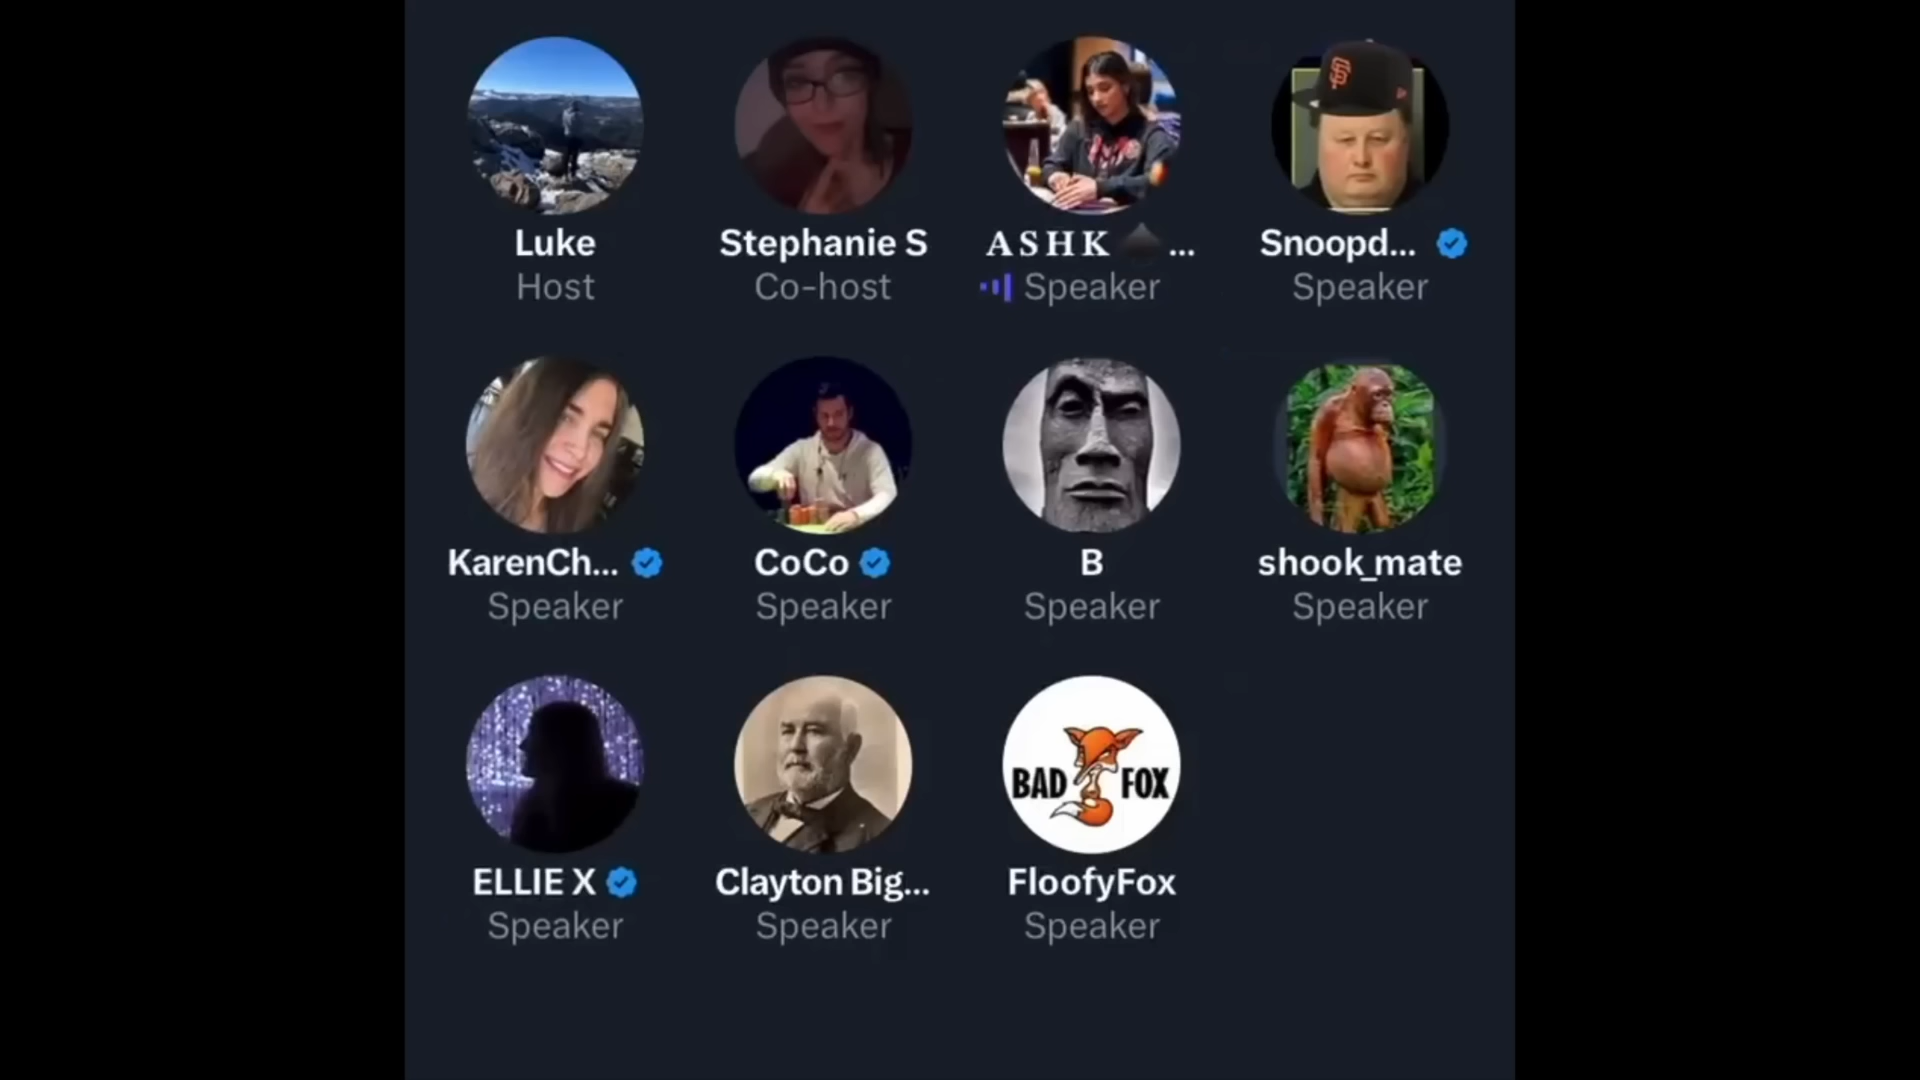 Luke
Host
Stephanie S
Co-host
A S H K ♠ ...
Speaker
SF
Snoopd...
Speaker
KarenCh...
Speaker
CoCo
Speaker
B
Speaker
shook_mate
Speaker
ELLIE X
Speaker
Clayton Big...
Speaker
BAD FOX
FloofyFox
Speaker